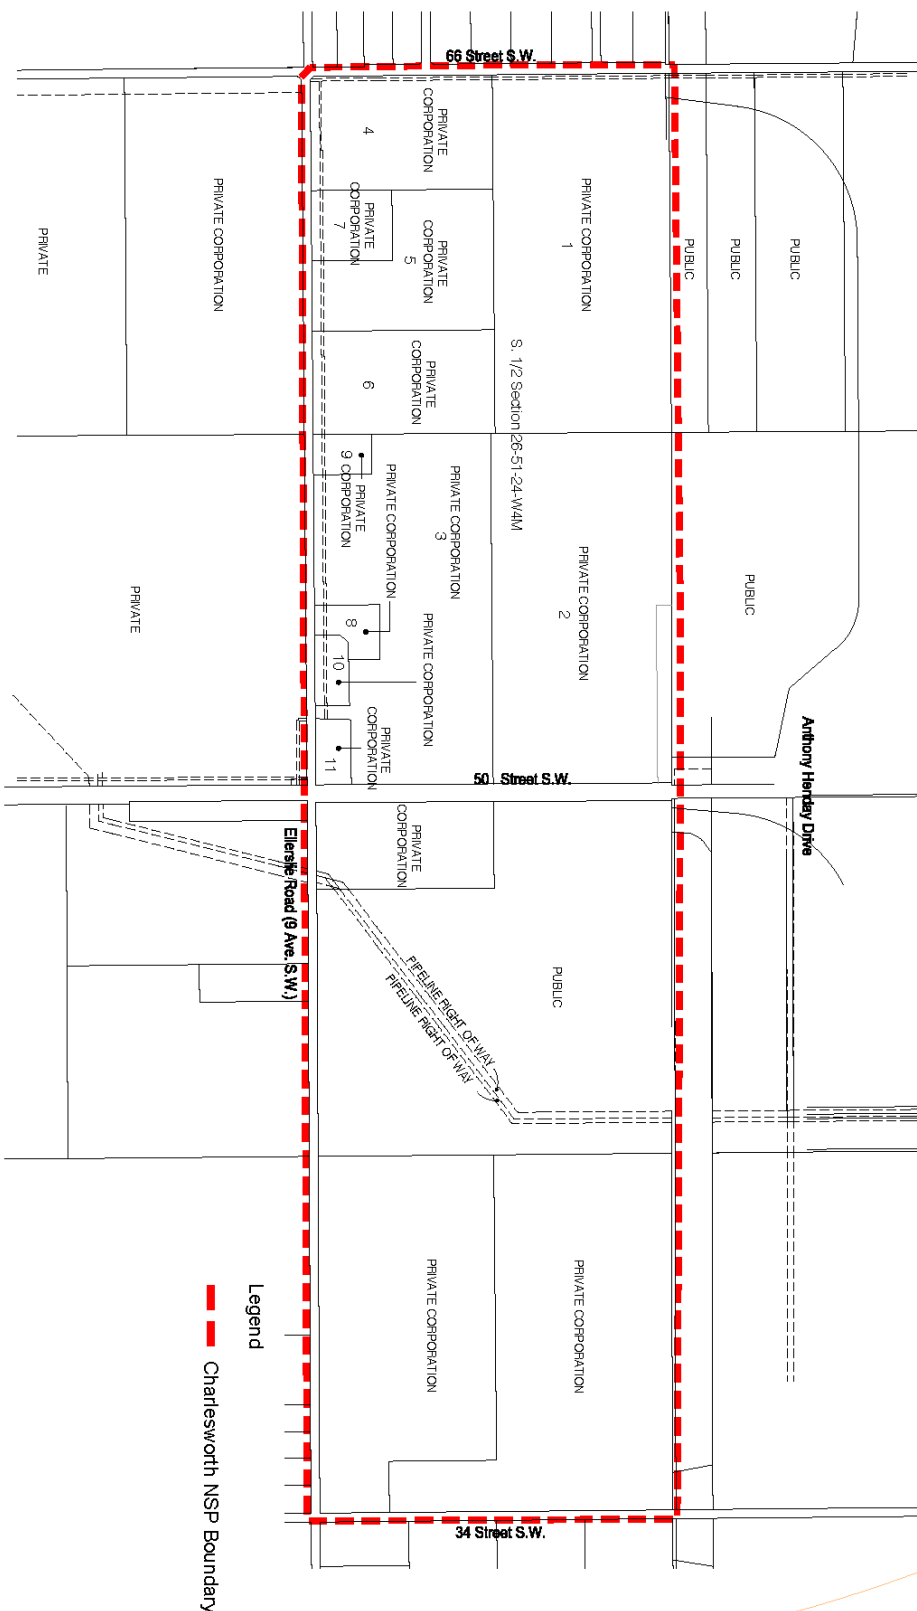 66 Street S.W.
PRIVATE
CORPORATION
4
PRIVATE
CORPORATION
7
PRIVATE
CORPORATION
5
PRIVATE CORPORATION
1
PUBLIC
PUBLIC
PUBLIC
PRIVATE CORPORATION
PRIVATE
PRIVATE
CORPORATION
6
S. 1/2 Section 26-51-24-W4M
9
PRIVATE
CORPORATION
PRIVATE CORPORATION
PRIVATE CORPORATION
3
PRIVATE CORPORATION
2
PUBLIC
PRIVATE
8
10
PRIVATE CORPORATION
11
PRIVATE
CORPORATION
50 Street S.W.
Anthony Henday Drive
PRIVATE
CORPORATION
Ellerslie Road (9 Ave. S.W.)
PUBLIC
PIPELINE RIGHT OF WAY
PIPELINE RIGHT OF WAY
PRIVATE CORPORATION
PRIVATE CORPORATION
34 Street S.W.
Legend
Charlesworth NSP Boundary